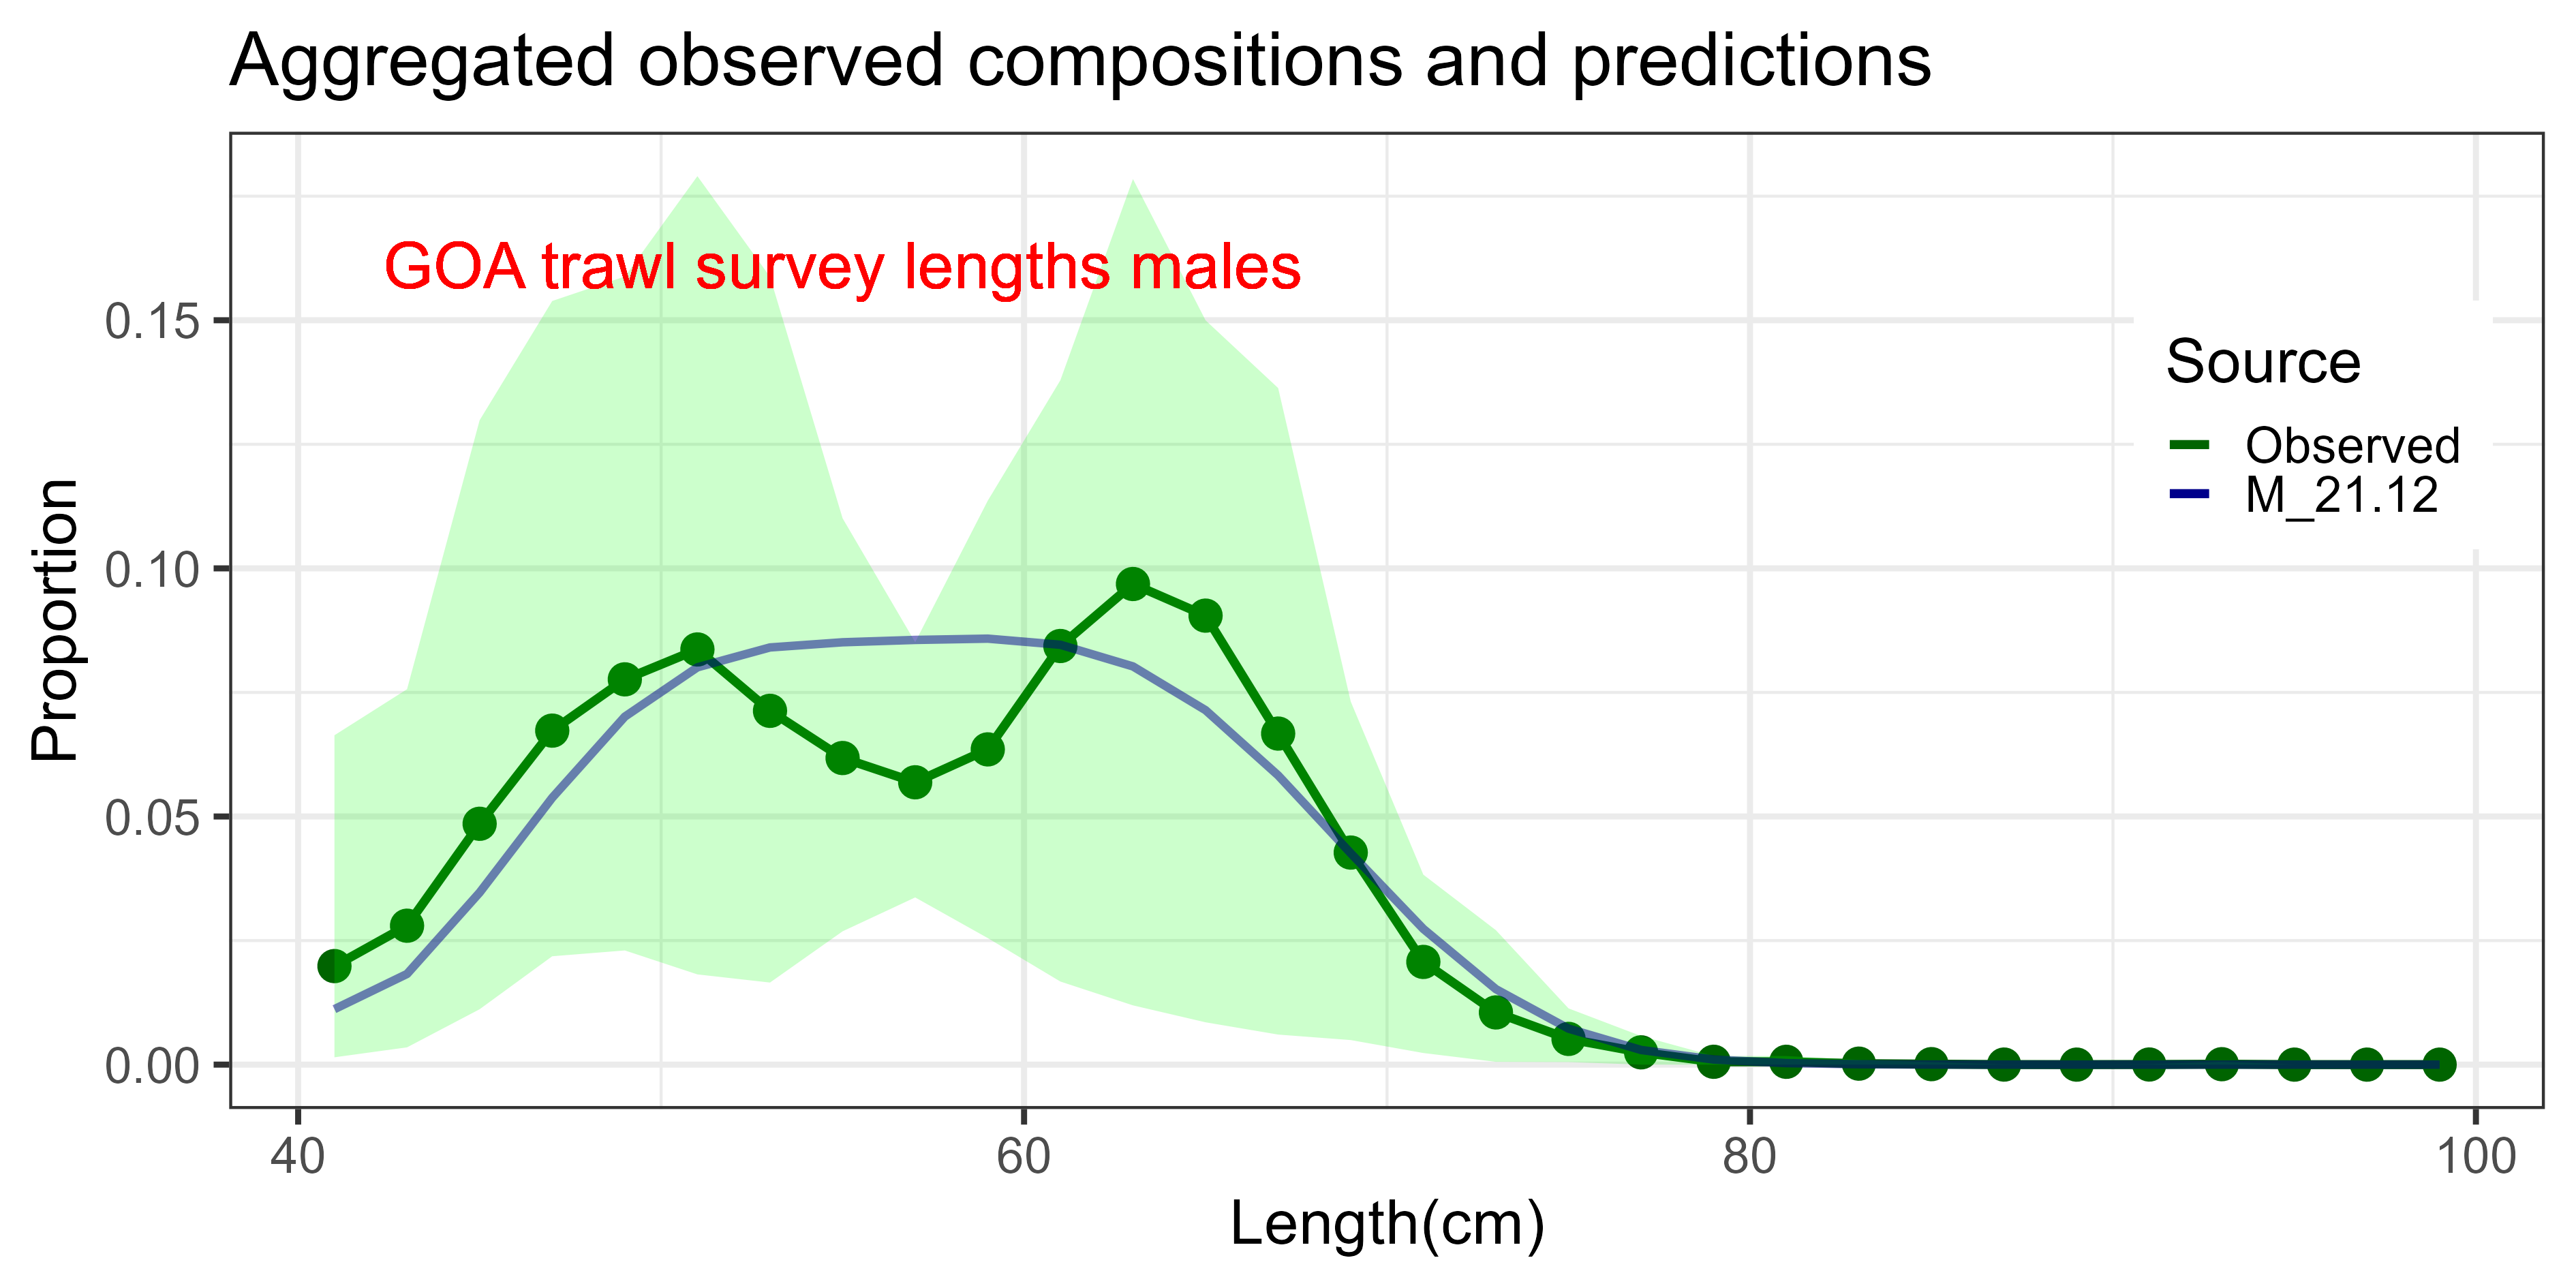 Aggregated observed compositions and predictions
GOA trawl survey lengths males
0.15
0.10
0.05
0.00
Proportion
Source
Observed
M_21.12
40 60 80 100
Length(cm)